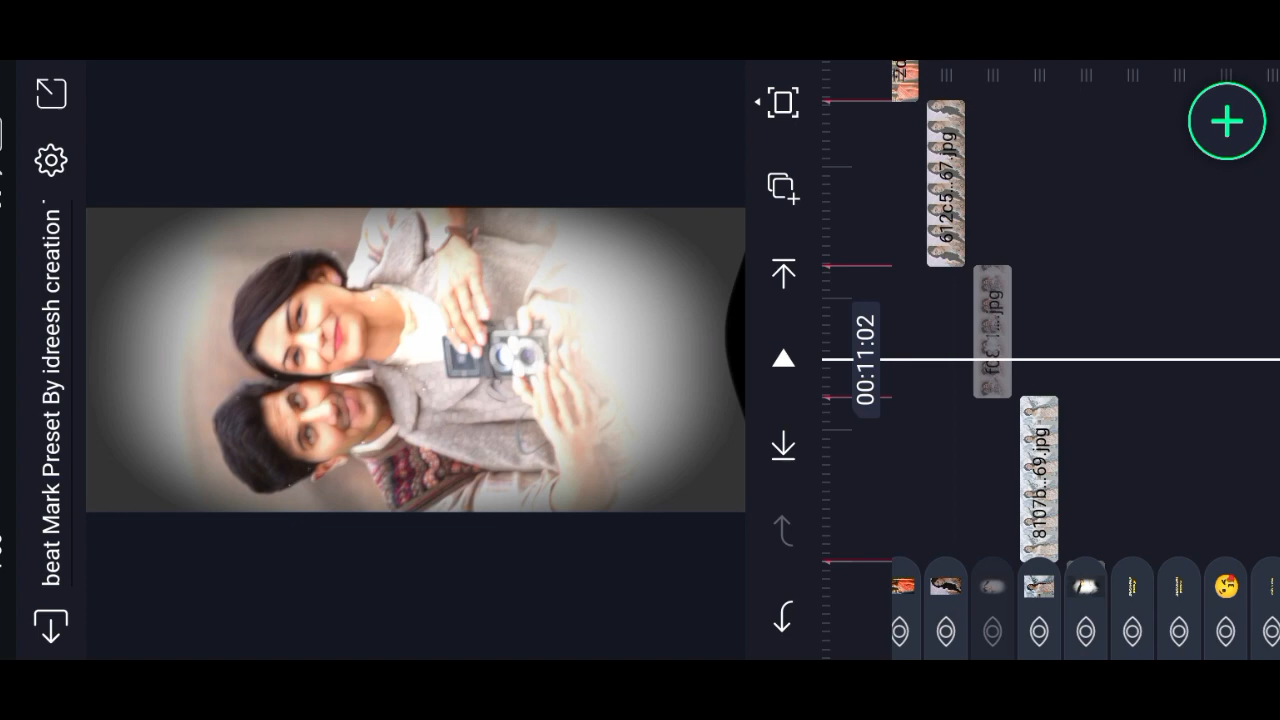 beat Mark Preset By idreesh creation
00:11:02
612c5...67.jpg
8107b...69.jpg